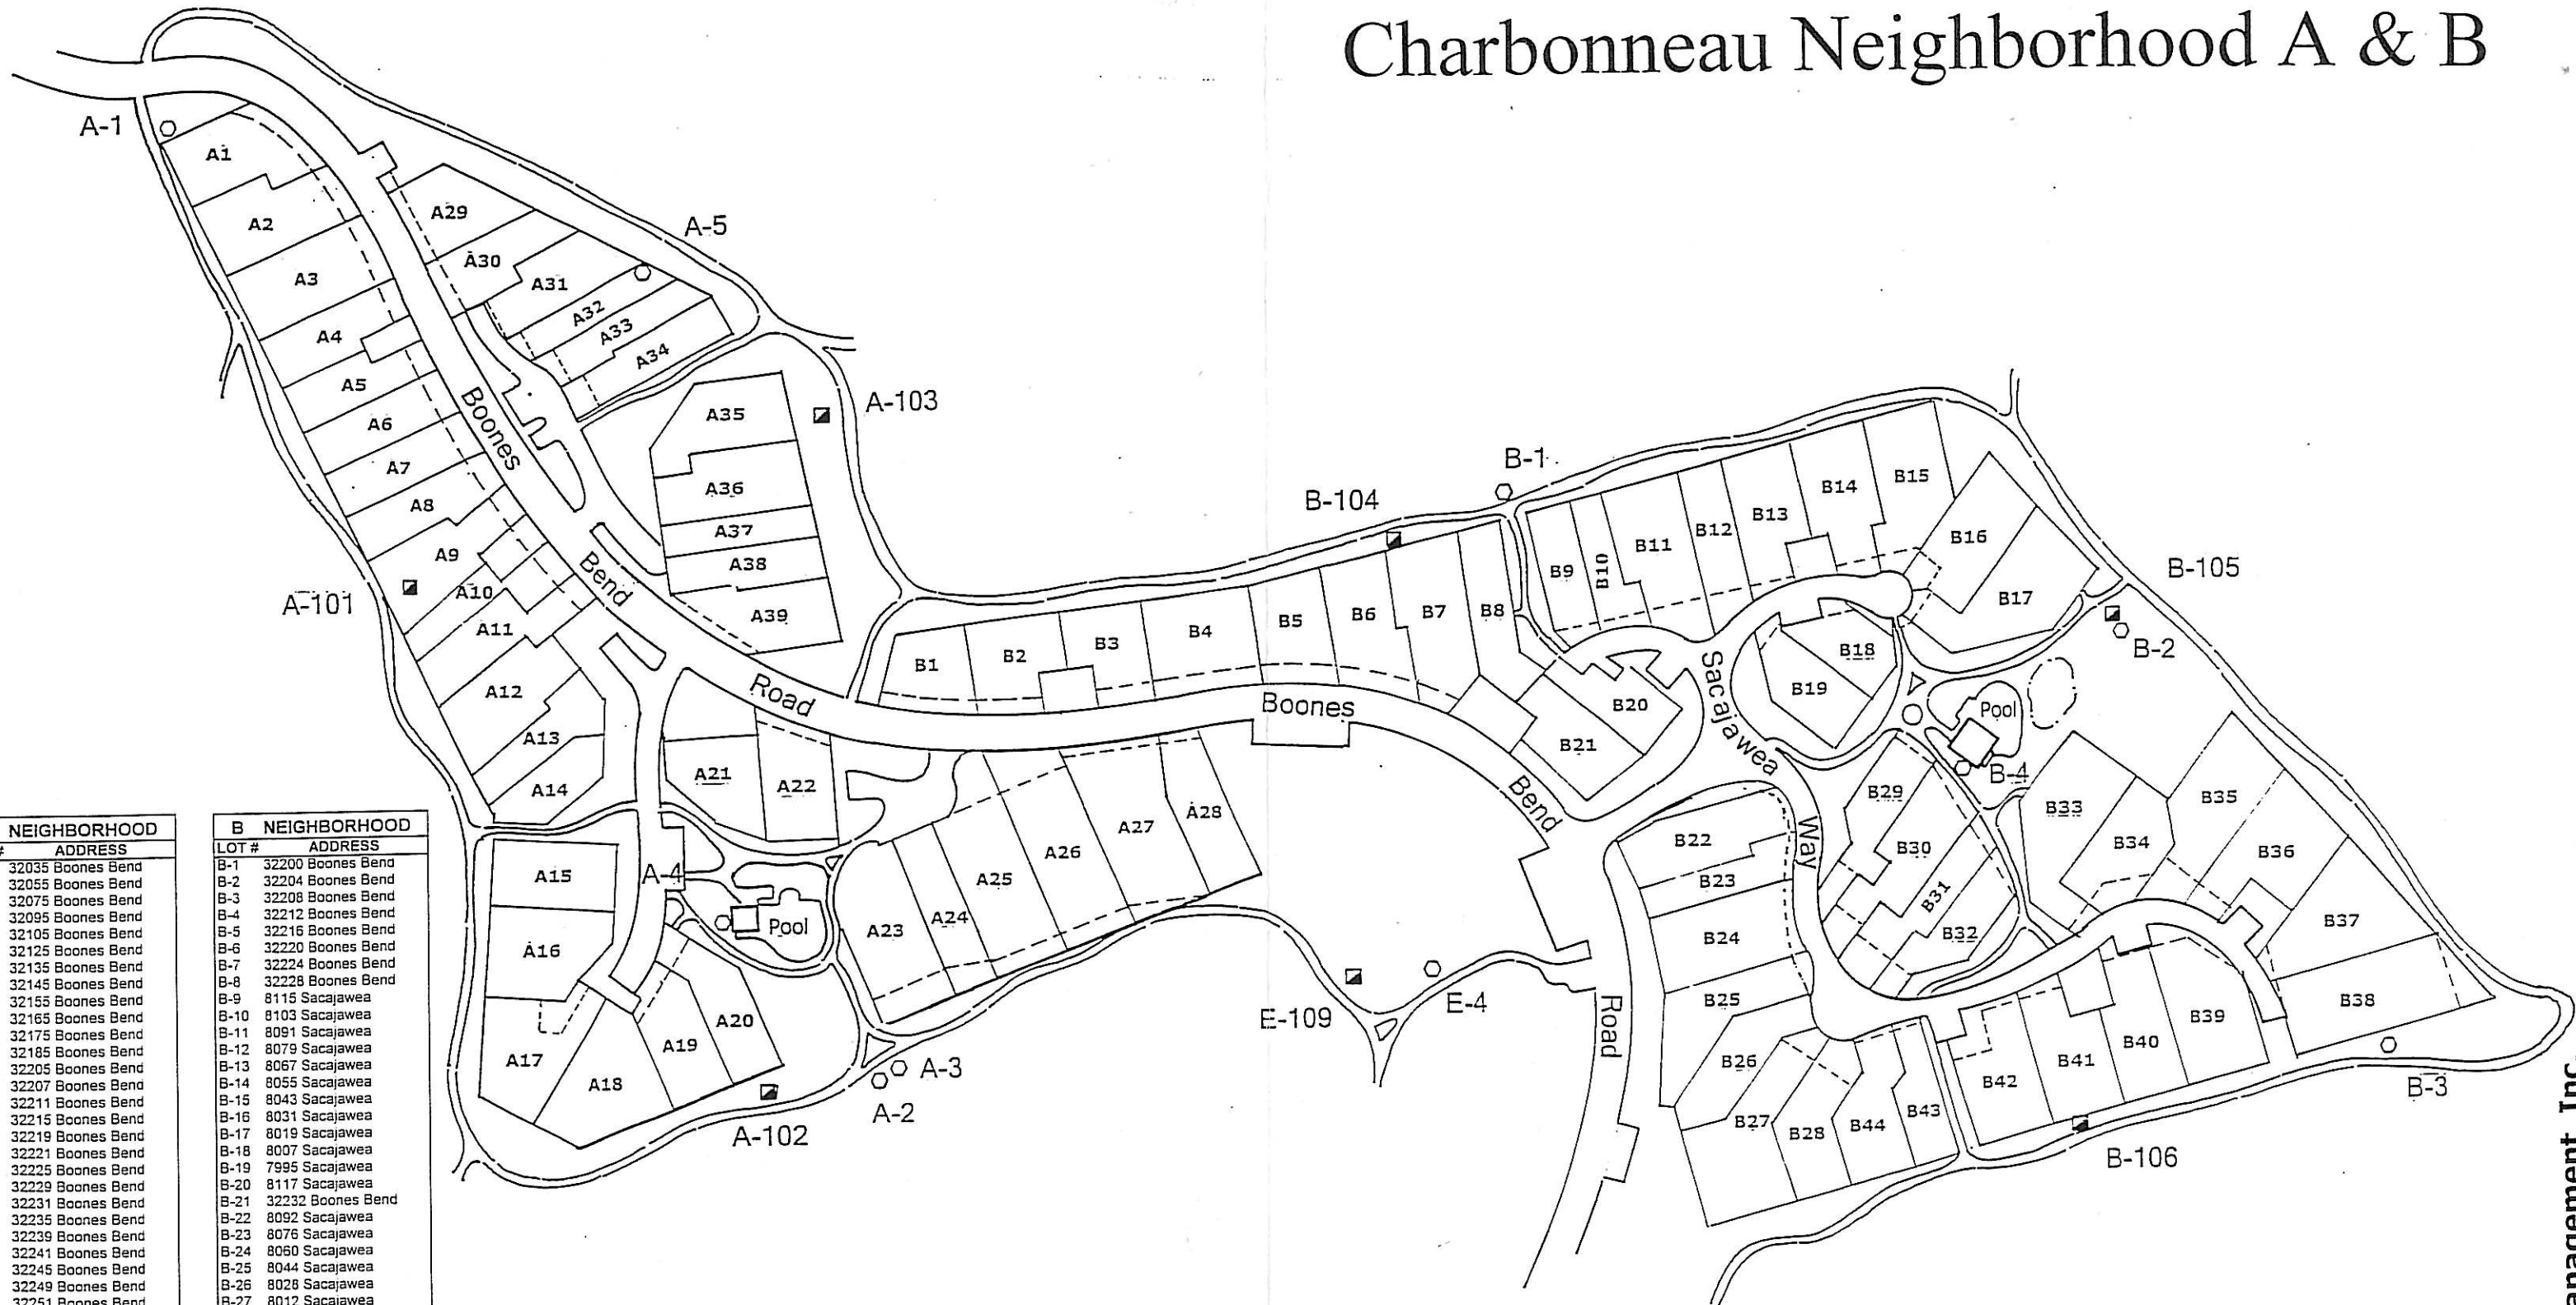 Charbonneau Neighborhood A & B
A-1
A1
A2
A3
A4
A5
A6
A7
A8
A9
A10
A11
A12
A13
A14
A15
A16
A17
A18
A19
A20
A21
A22
A23
A24
A25
A26
A27
A28
A29
A30
A31
A32
A33
A34
A35
A36
A37
A38
A39
A-5
A-103
A-101
A-4
Pool
A-102
A-2
A-3
Boones
Bend
Road
Boones
Bend
Road
E-109
E-4
B-104
B-1
B1
B2
B3
B4
B5
B6
B7
B8
B9
B10
B11
B12
B13
B14
B15
B16
B17
B18
B19
B20
B21
B22
B23
B24
B25
B26
B27
B28
B29
B30
B31
B32
B33
B34
B35
B36
B37
B38
B39
B40
B41
B42
B43
B44
Sacajawea
Way
B-105
B-2
Pool
B-4
B-3
B-106
NEIGHBORHOOD
ADDRESS
32035 Boones Bend
32055 Boones Bend
32075 Boones Bend
32095 Boones Bend
32105 Boones Bend
32125 Boones Bend
32135 Boones Bend
32145 Boones Bend
32155 Boones Bend
32165 Boones Bend
32175 Boones Bend
32185 Boones Bend
32205 Boones Bend
32207 Boones Bend
32211 Boones Bend
32215 Boones Bend
32219 Boones Bend
32221 Boones Bend
32225 Boones Bend
32229 Boones Bend
32231 Boones Bend
32235 Boones Bend
32239 Boones Bend
32241 Boones Bend
32245 Boones Bend
32249 Boones Bend
32251 Boones Bend
B NEIGHBORHOOD
LOT # ADDRESS
B-1 32200 Boones Bend
B-2 32204 Boones Bend
B-3 32208 Boones Bend
B-4 32212 Boones Bend
B-5 32216 Boones Bend
B-6 32220 Boones Bend
B-7 32224 Boones Bend
B-8 32228 Boones Bend
B-9 8115 Sacajawea
B-10 8103 Sacajawea
B-11 8091 Sacajawea
B-12 8079 Sacajawea
B-13 8067 Sacajawea
B-14 8055 Sacajawea
B-15 8043 Sacajawea
B-16 8031 Sacajawea
B-17 8019 Sacajawea
B-18 8007 Sacajawea
B-19 7995 Sacajawea
B-20 8117 Sacajawea
B-21 32232 Boones Bend
B-22 8092 Sacajawea
B-23 8076 Sacajawea
B-24 8060 Sacajawea
B-25 8044 Sacajawea
B-26 8028 Sacajawea
B-27 8012 Sacajawea
Inc.